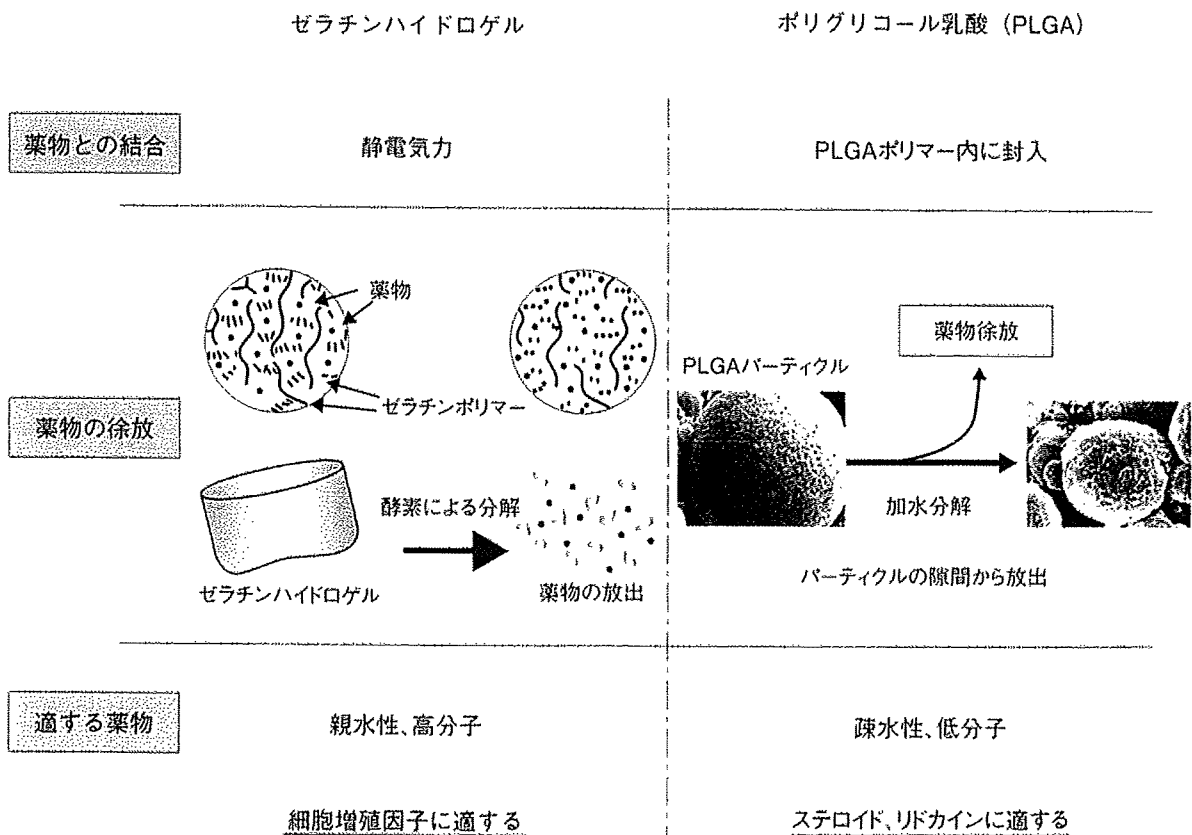 ゼラチンハイドロゲル
ポリグリコール乳酸 (PLGA)
薬物との結合
静電気力
PLGAポリマー内に封入
薬物の徐放
薬物
ゼラチンポリマー
酵素による分解
ゼラチンハイドロゲル
薬物の放出
PLGAパーティクル
薬物徐放
加水分解
パーティクルの隙間から放出
適する薬物
親水性、高分子
疎水性、低分子
細胞増殖因子に適する
ステロイド、リドカインに適する